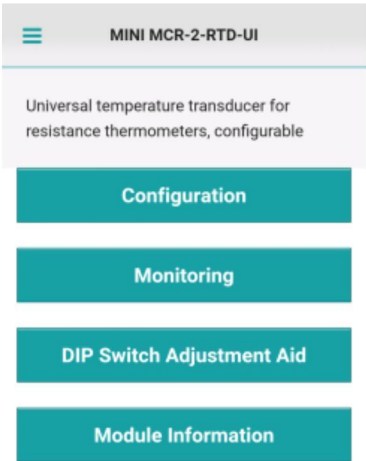 MINI MCR-2-RTD-UI
Universal temperature transducer for
resistance thermometers, configurable
Configuration
Monitoring
DIP Switch Adjustment Aid
Module Information